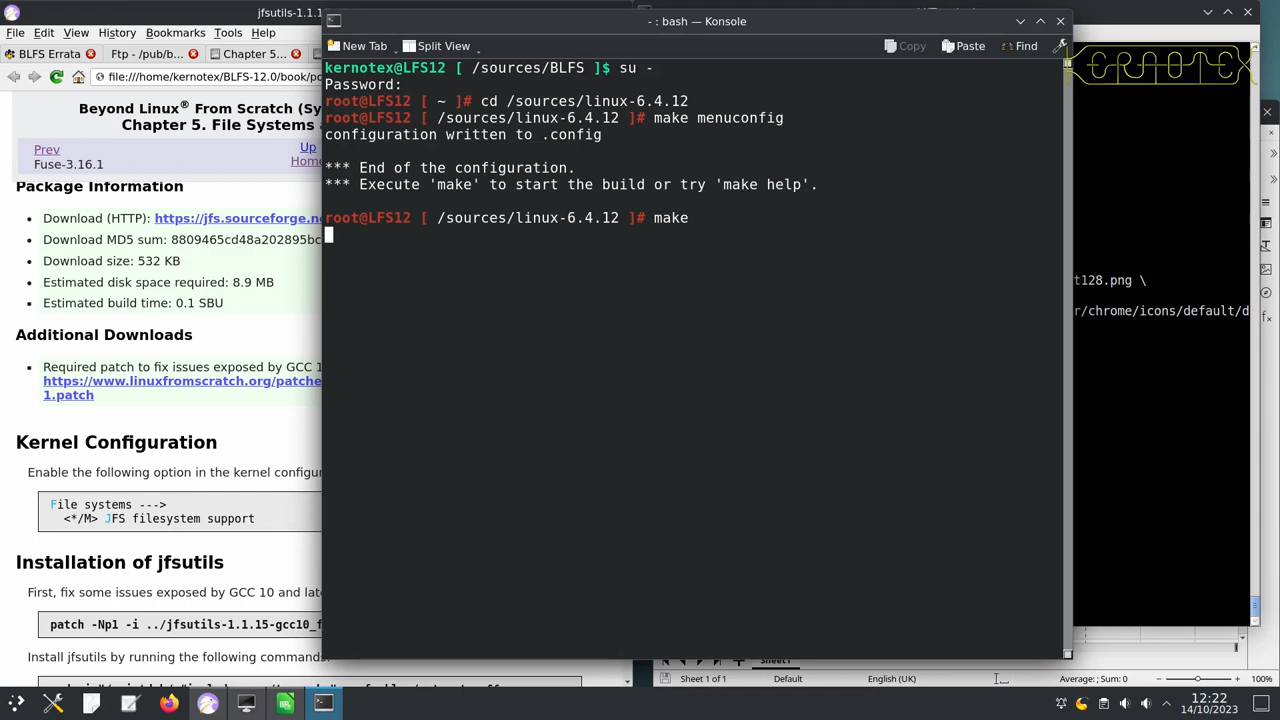 jfsutils-1.1.1
File Edit View History Bookmarks Tools Help
BLFS Errata
Ftp - /pub/b...
Chapter 5...
file:///home/kernotex/BLFS-12.0/book/po
Beyond Linux® From Scratch (Sy
Chapter 5. File Systems a
Prev
Up
Fuse-3.16.1
Home
Package Information
Download (HTTP): https://jfs.sourceforge.ne
Download MD5 sum: 8809465cd48a202895bc
Download size: 532 KB
Estimated disk space required: 8.9 MB
Estimated build time: 0.1 SBU
Additional Downloads
Required patch to fix issues exposed by GCC 1
https://www.linuxfromscratch.org/patche
1.patch
Kernel Configuration
Enable the following option in the kernel configur
File systems --->
<*/M> JFS filesystem support
Installation of jfsutils
First, fix some issues exposed by GCC 10 and late
patch -Np1 -i ../jfsutils-1.1.15-gcc10_f
Install jfsutils by running the following commands:
- : bash — Konsole
New Tab Split View Copy Paste Find
kernotex@LFS12 [ /sources/BLFS ]$ su -
Password:
root@LFS12 [ ~ ]# cd /sources/linux-6.4.12
root@LFS12 [ /sources/linux-6.4.12 ]# make menuconfig
configuration written to .config
*** End of the configuration.
*** Execute 'make' to start the build or try 'make help'.
root@LFS12 [ /sources/linux-6.4.12 ]# make
t128.png \
r/chrome/icons/default/d
Sheet1
Sheet 1 of 1
Default
English (UK)
Average: ; Sum: 0
100%
12:22
14/10/2023